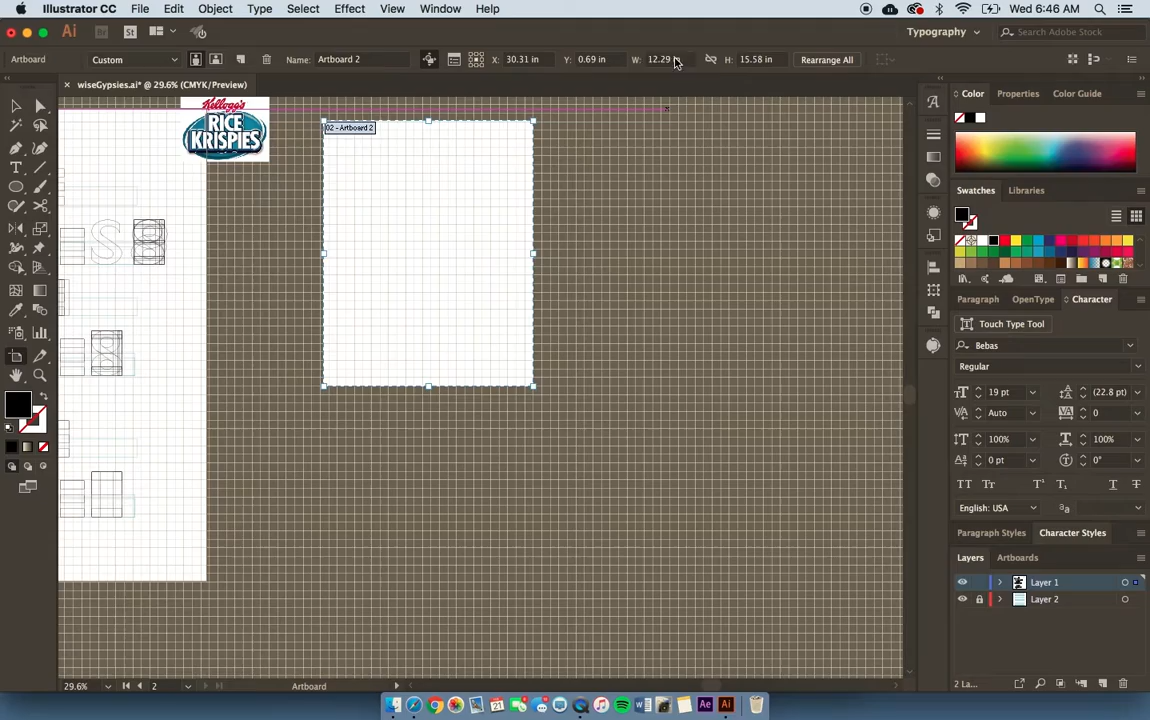 Illustrator CC File Edit Object Type Select Effect View Window Help Wed 6:46 AM
Ai Br St Typography Search Adobe Stock
Artboard Custom Name: Artboard 2 X: 30.31 in Y: 0.69 in W: 12.29 H: 15.58 in Rearrange All
× wiseGypsies.ai* @ 29.6% (CMYK/Preview)
Kellogg's
RICE
KRISPIES
02 - Artboard 2
Color Properties Color Guide
Swatches Libraries
Paragraph OpenType Character
Touch Type Tool
Bebas
Regular
19 pt (22.8 pt)
Auto 0
100% 100%
0 pt 0°
English: USA
Paragraph Styles Character Styles
Layers Artboards
Layer 1
Layer 2
2 La...
29.6% 2 Artboard